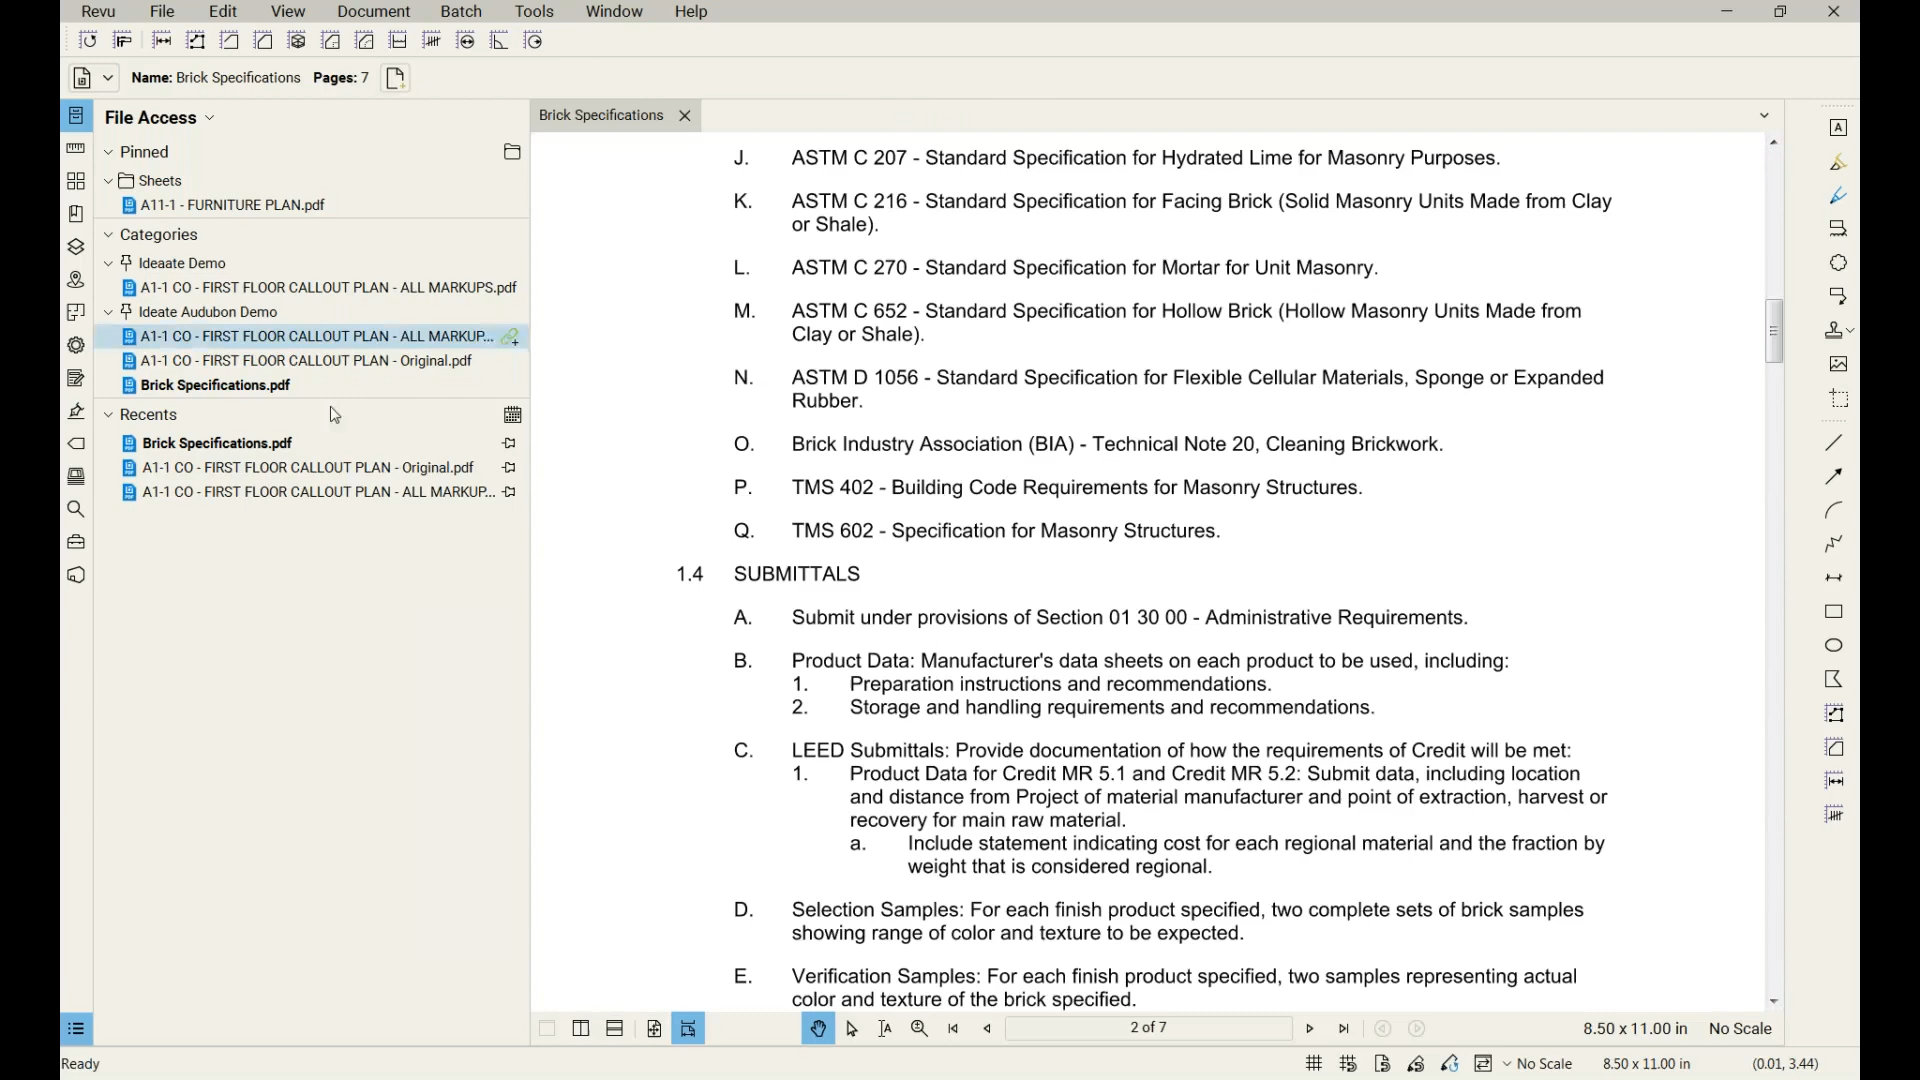 Revu File Edit View Document Batch Tools Window Help
Name: Brick Specifications Pages: 7
File Access
Pinned
Sheets
A11-1 - FURNITURE PLAN.pdf
Categories
Ideaate Demo
A1-1 CO - FIRST FLOOR CALLOUT PLAN - ALL MARKUPS.pdf
Ideate Audubon Demo
A1-1 CO - FIRST FLOOR CALLOUT PLAN - ALL MARKUP...
A1-1 CO - FIRST FLOOR CALLOUT PLAN - Original.pdf
Brick Specifications.pdf
Recents
Brick Specifications.pdf
A1-1 CO - FIRST FLOOR CALLOUT PLAN - Original.pdf
A1-1 CO - FIRST FLOOR CALLOUT PLAN - ALL MARKUP...
Brick Specifications
J. ASTM C 207 - Standard Specification for Hydrated Lime for Masonry Purposes.
K. ASTM C 216 - Standard Specification for Facing Brick (Solid Masonry Units Made from Clay
or Shale).
L. ASTM C 270 - Standard Specification for Mortar for Unit Masonry.
M. ASTM C 652 - Standard Specification for Hollow Brick (Hollow Masonry Units Made from
Clay or Shale).
N. ASTM D 1056 - Standard Specification for Flexible Cellular Materials, Sponge or Expanded
Rubber.
O. Brick Industry Association (BIA) - Technical Note 20, Cleaning Brickwork.
P. TMS 402 - Building Code Requirements for Masonry Structures.
Q. TMS 602 - Specification for Masonry Structures.
1.4 SUBMITTALS
A. Submit under provisions of Section 01 30 00 - Administrative Requirements.
B. Product Data: Manufacturer's data sheets on each product to be used, including:
1. Preparation instructions and recommendations.
2. Storage and handling requirements and recommendations.
C. LEED Submittals: Provide documentation of how the requirements of Credit will be met:
1. Product Data for Credit MR 5.1 and Credit MR 5.2: Submit data, including location
and distance from Project of material manufacturer and point of extraction, harvest or
recovery for main raw material.
a. Include statement indicating cost for each regional material and the fraction by
weight that is considered regional.
D. Selection Samples: For each finish product specified, two complete sets of brick samples
showing range of color and texture to be expected.
E. Verification Samples: For each finish product specified, two samples representing actual
color and texture of the brick specified.
2 of 7 8.50 x 11.00 in No Scale
Ready No Scale 8.50 x 11.00 in (0.01, 3.44)